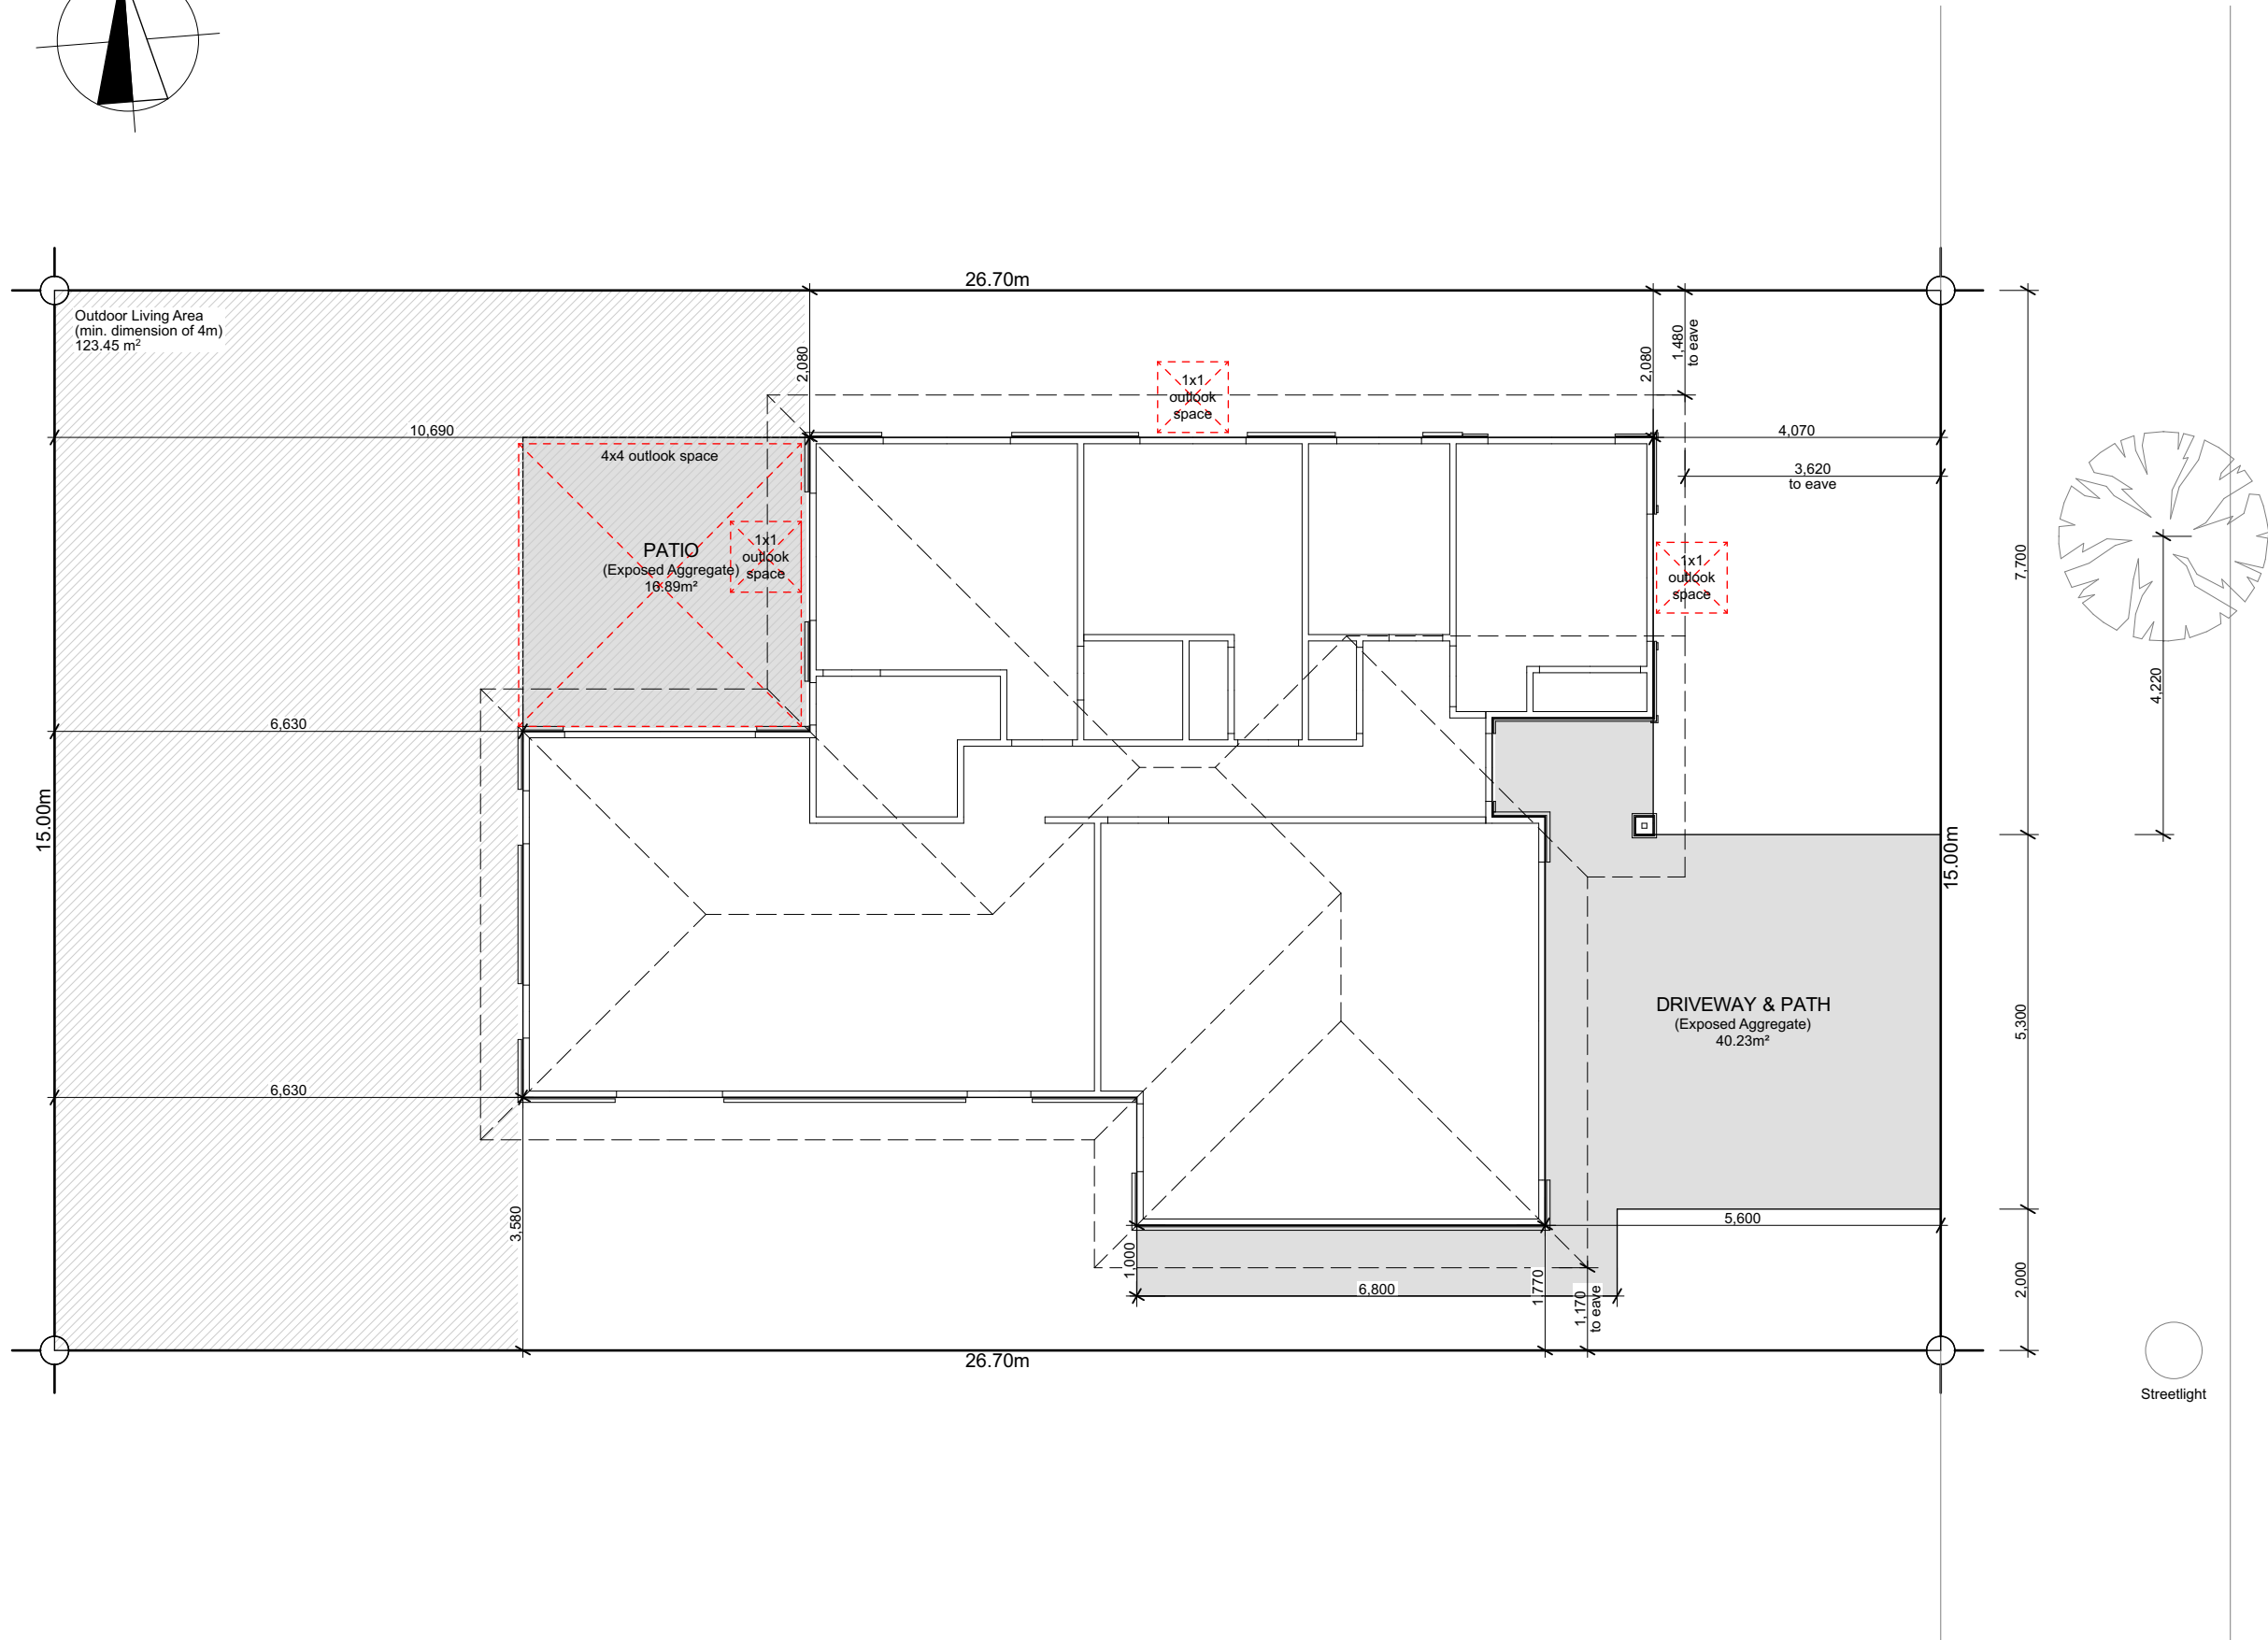 26.70m
Outdoor Living Area
(min. dimension of 4m)
123.45 m²
2,080
2,080
1,480
to eave
1x1
outlook
space
10,690
4,070
4x4 outlook space
3,620
to eave
PATIO
(Exposed Aggregate)
16.89m²
1x1
outlook
space
1x1
outlook
space
7,700
4,220
6,630
15.00m
15.00m
DRIVEWAY & PATH
(Exposed Aggregate)
40.23m²
5,300
6,630
3,580
5,600
1,000
6,800
1,770
1,170
to eave
2,000
26.70m
Streetlight